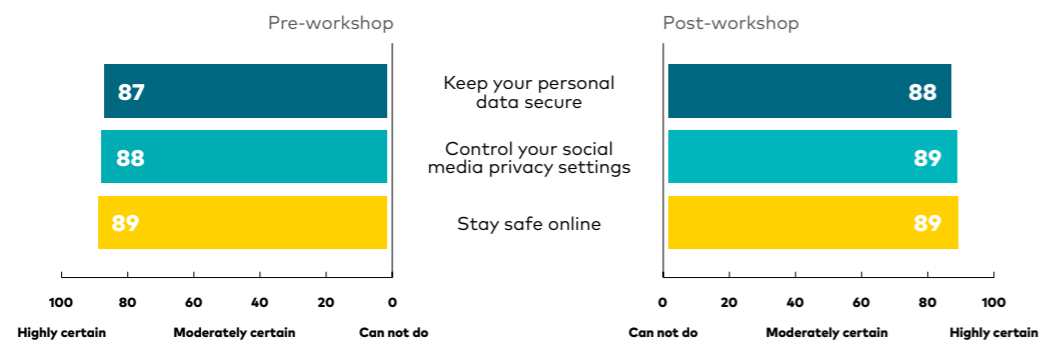 Pre-workshop
Post-workshop
87
Keep your personal
data secure
88
88
Control your social
media privacy settings
89
89
Stay safe online
89
100 80 60 40 20 0
0 20 40 60 80 100
Highly certain Moderately certain Can not do
Can not do Moderately certain Highly certain